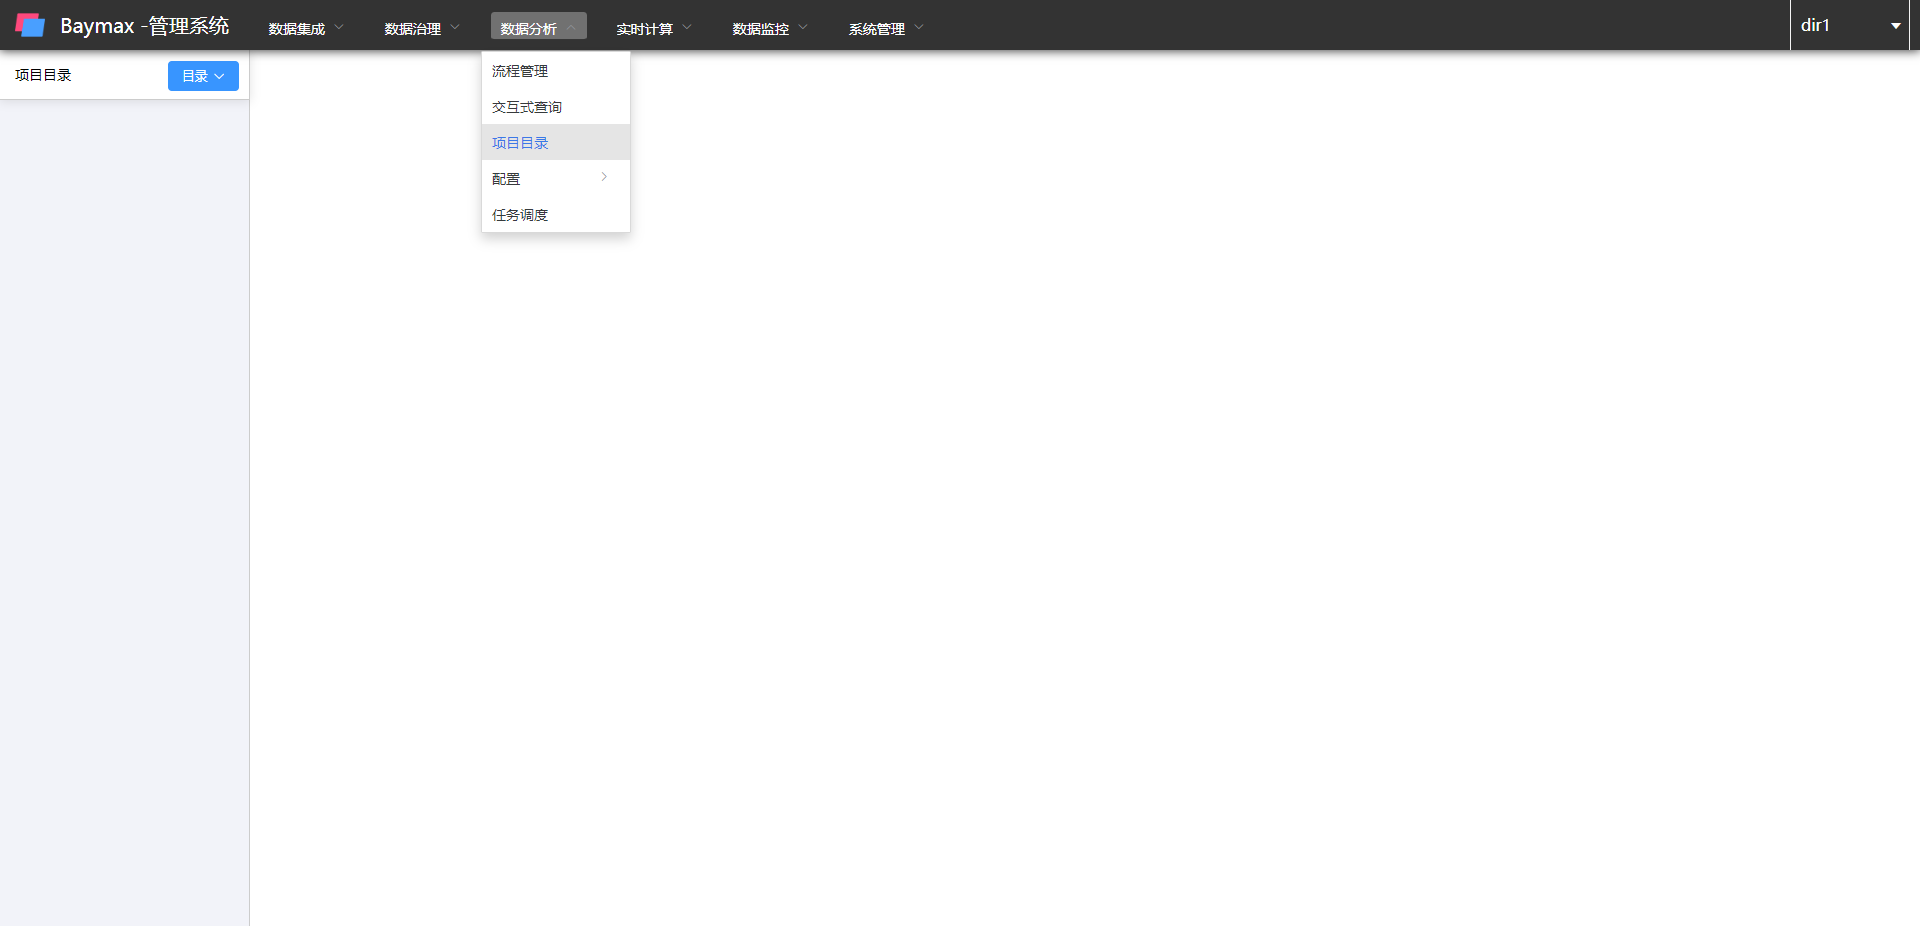 Baymax -管理系统
数据集成
数据治理
数据分析
实时计算
数据监控
系统管理
dir1
项目目录
目录
流程管理
交互式查询
项目目录
配置
任务调度